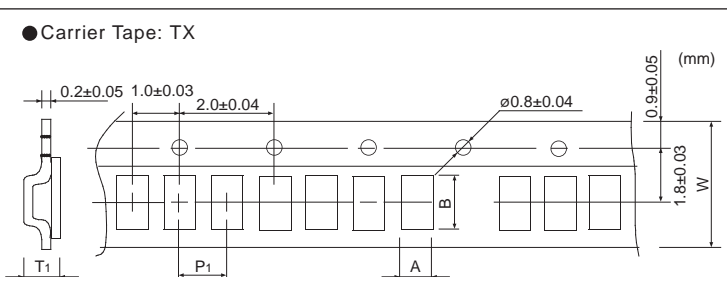 ●Carrier Tape: TX
(mm)
0.2±0.05
1.0±0.03
2.0±0.04
ø0.8±0.04
0.9±0.05
1.8±0.03
W
B
T1
P1
A